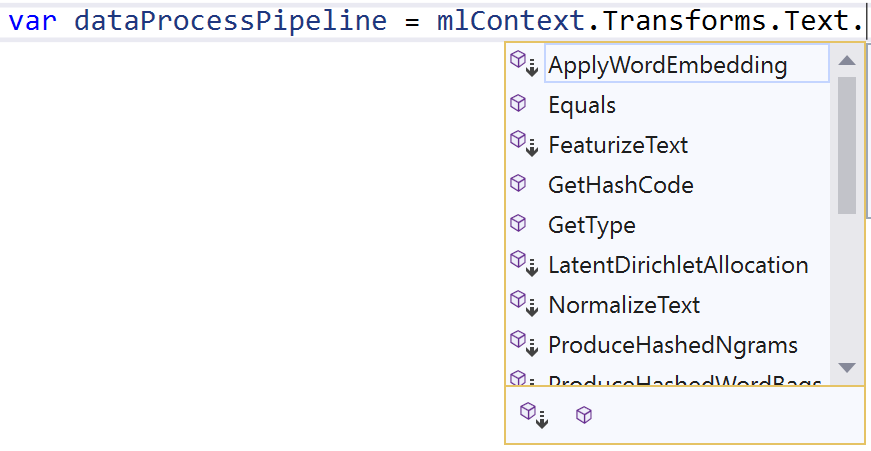 var dataProcessPipeline = mlContext.Transforms.Text.
ApplyWordEmbedding
Equals
FeaturizeText
GetHashCode
GetType
LatentDirichletAllocation
NormalizeText
ProduceHashedNgrams
ProduceHashedWordBags